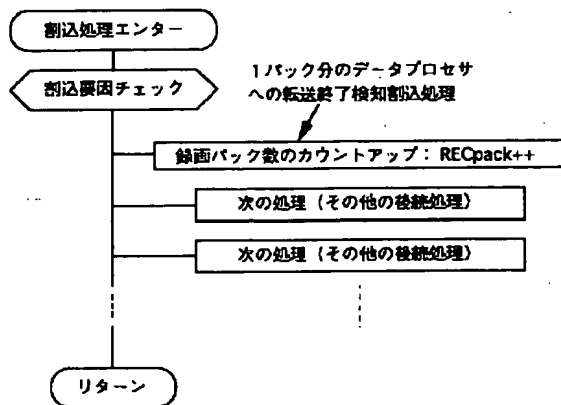 割込処理エンター
割込要因チェック
1パック分のデータプロセサ
への転送終了検知割込処理
録画パック数のカウントアップ：RECpack++
次の処理（その他の後続処理）
次の処理（その他の後続処理）
リターン